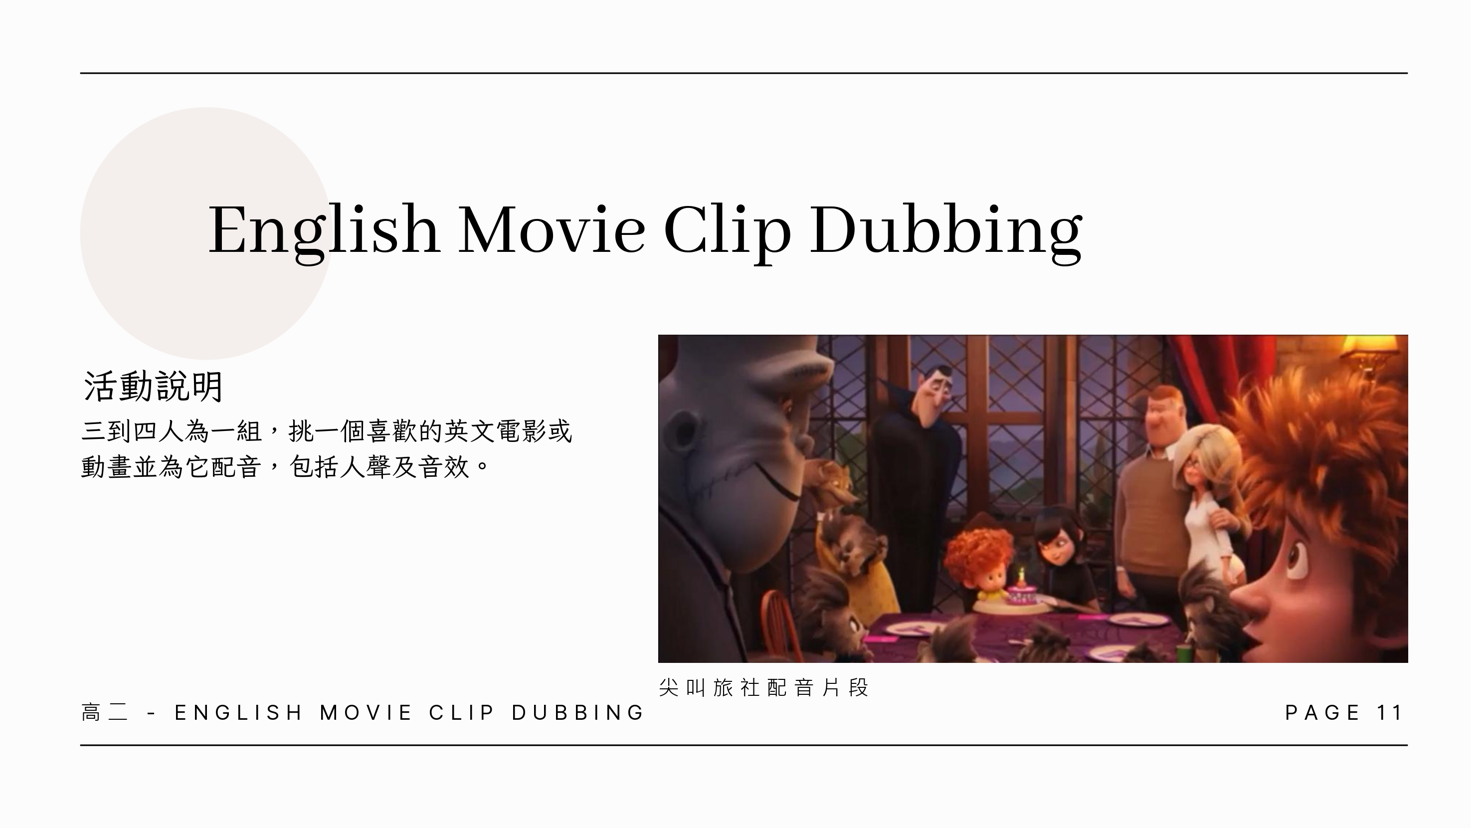 English Movie Clip Dubbing
活動說明
三到四人為一組，挑一個喜歡的英文電影或
動畫並為它配音，包括人聲及音效。
尖叫旅社配音片段
高二 - ENGLISH MOVIE CLIP DUBBING
PAGE 11